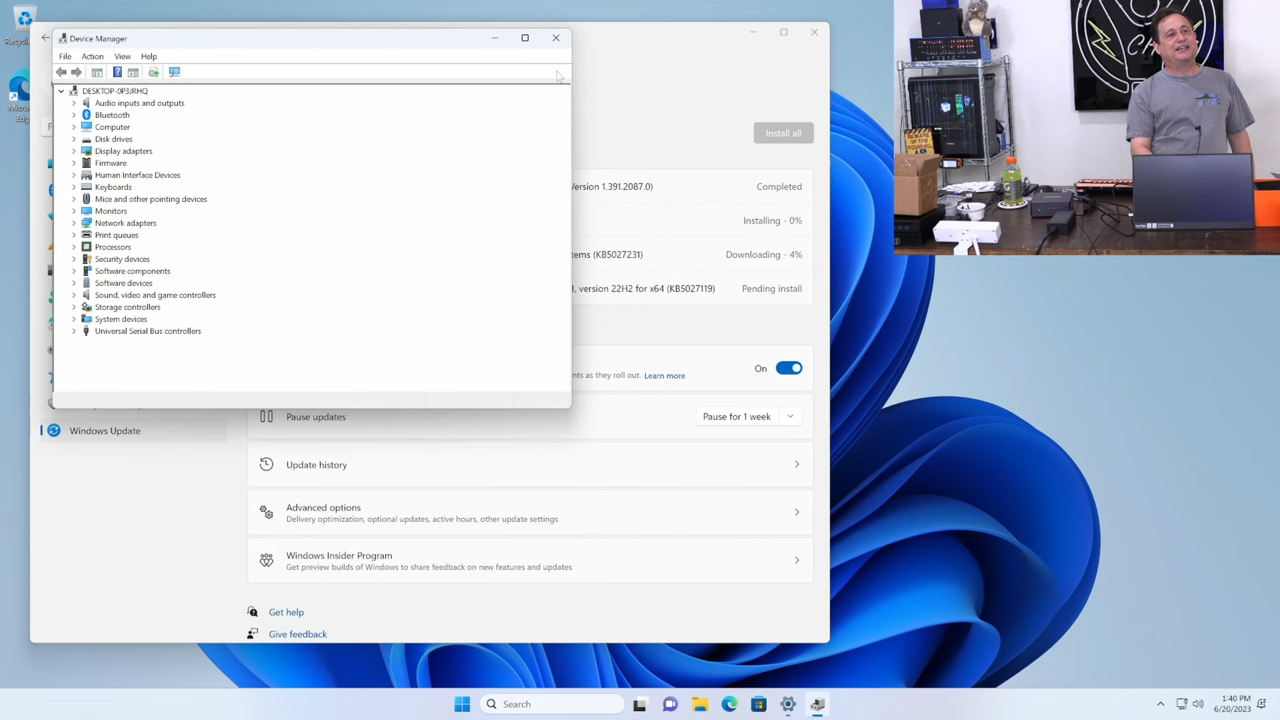 Device Manager
File Action View Help
DESKTOP-0P3JRHQ
Audio inputs and outputs
Bluetooth
Computer
Disk drives
Display adapters
Firmware
Human Interface Devices
Keyboards
Mice and other pointing devices
Monitors
Network adapters
Print queues
Processors
Security devices
Software components
Software devices
Sound, video and game controllers
Storage controllers
System devices
Universal Serial Bus controllers
Install all
ersion 1.391.2087.0) Completed
Installing - 0%
tems (KB5027231) Downloading - 4%
1, version 22H2 for x64 (KB5027119) Pending install
On
nts as they roll out. Learn more
Windows Update
Pause updates Pause for 1 week
Update history
Advanced options
Delivery optimization, optional updates, active hours, other update settings
Windows Insider Program
Get preview builds of Windows to share feedback on new features and updates
Get help
Give feedback
Search
1:40 PM
6/20/2023
BEWARE OF THE